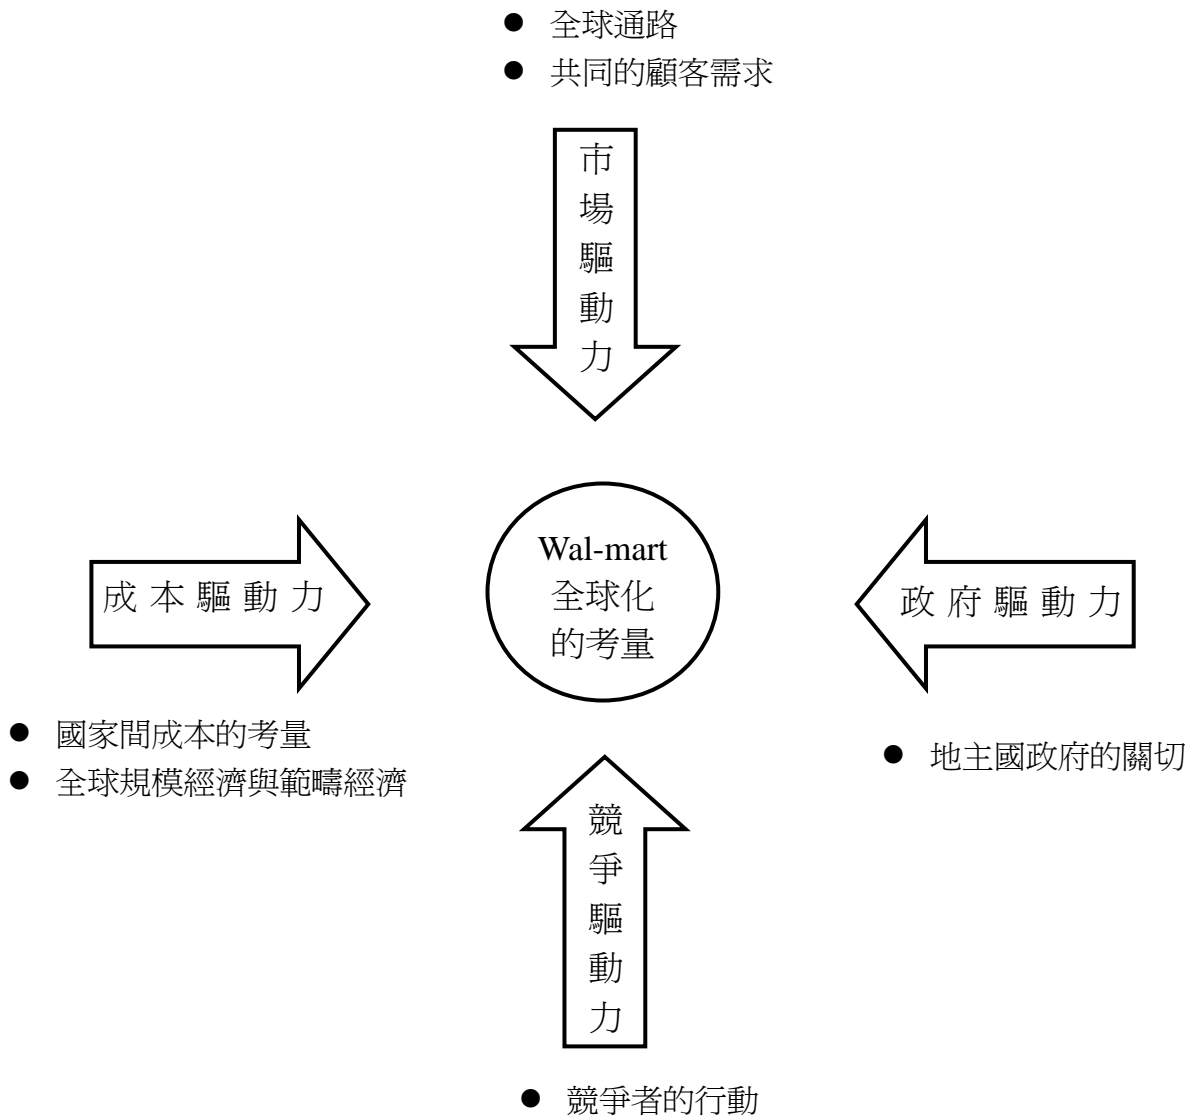 ● 全球通路
● 共同的顧客需求
市場驅動力
成本驅動力
Wal-mart
全球化
的考量
政府驅動力
● 國家間成本的考量
● 全球規模經濟與範疇經濟
● 地主國政府的關切
競爭驅動力
● 競爭者的行動